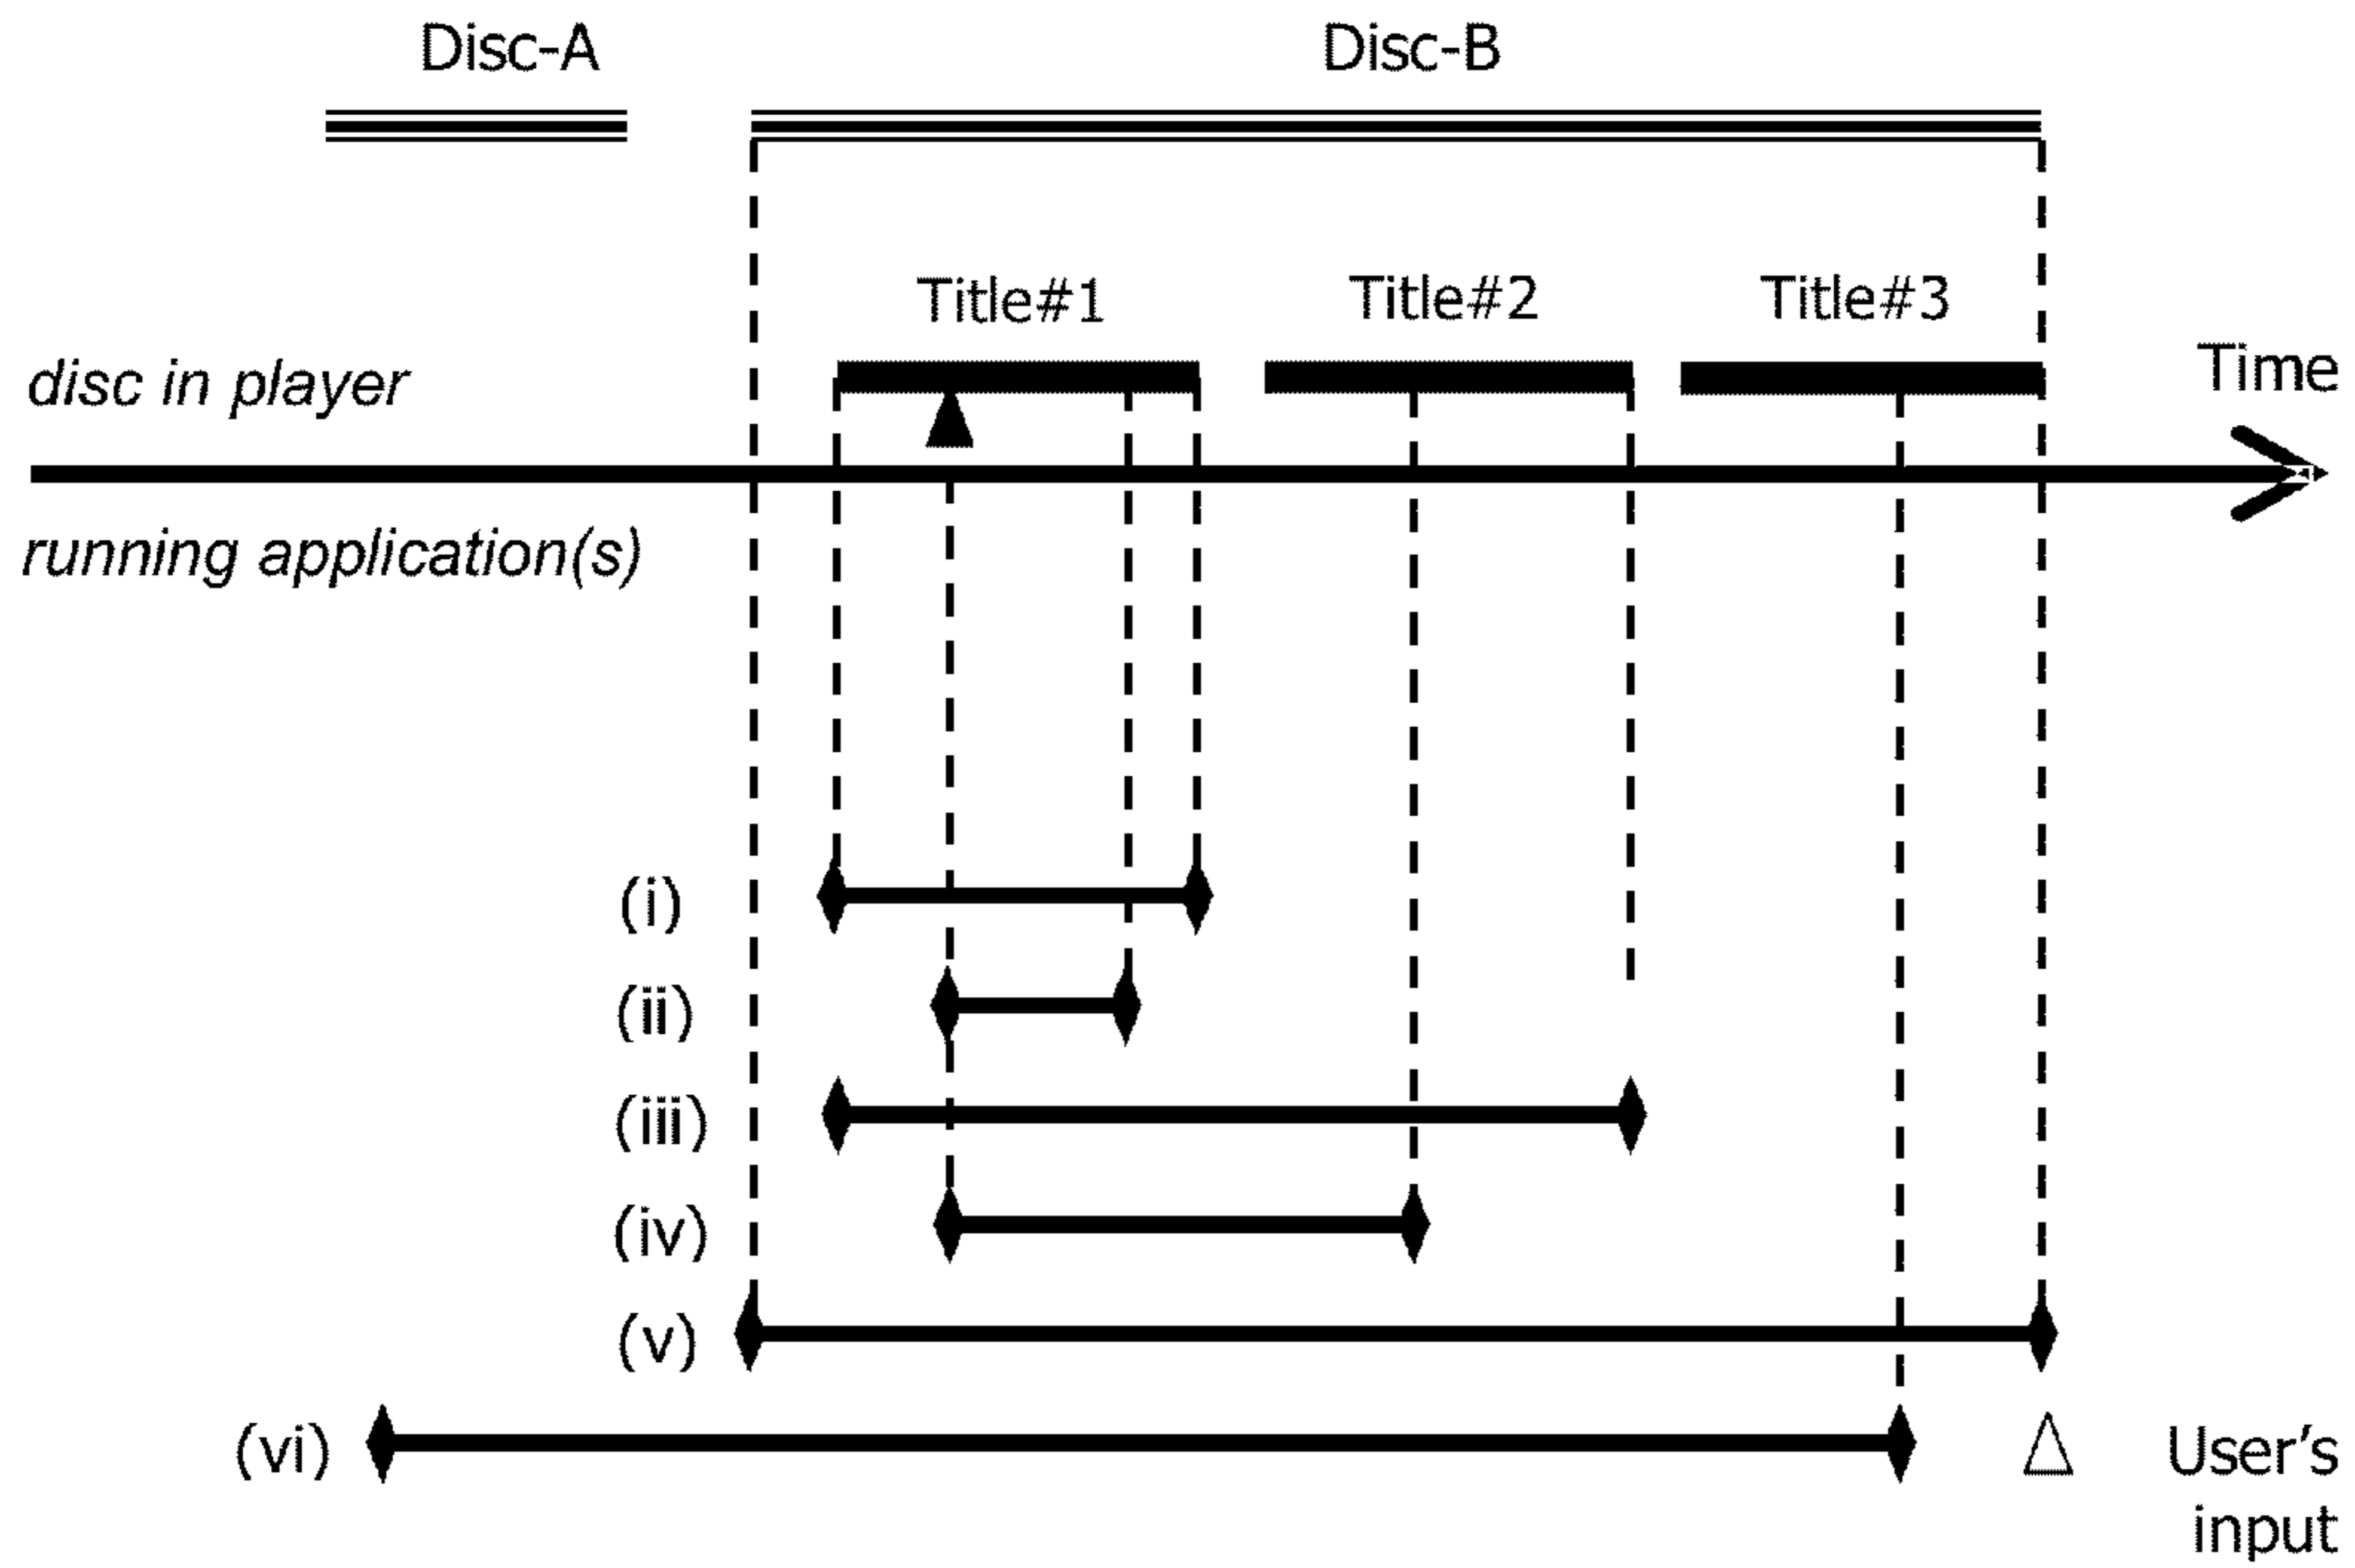 Disc-A
Disc-B
Title#1
Title#2
Title#3
disc in player
Time
running application(s)
(i)
(ii)
(iii)
(iv)
(v)
(vi)
User's
input